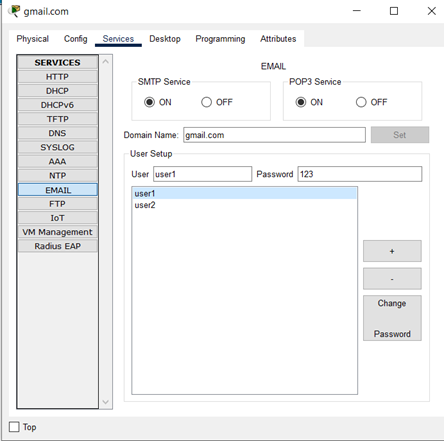 gmail.com
Physical Config Services Desktop Programming Attributes
SERVICES
HTTP
DHCP
DHCPv6
TFTP
DNS
SYSLOG
AAA
NTP
EMAIL
FTP
IoT
VM Management
Radius EAP
EMAIL
SMTP Service
ON OFF
POP3 Service
ON OFF
Domain Name: gmail.com Set
User Setup
User user1 Password 123
user1
user2
+
-
Change
Password
Top